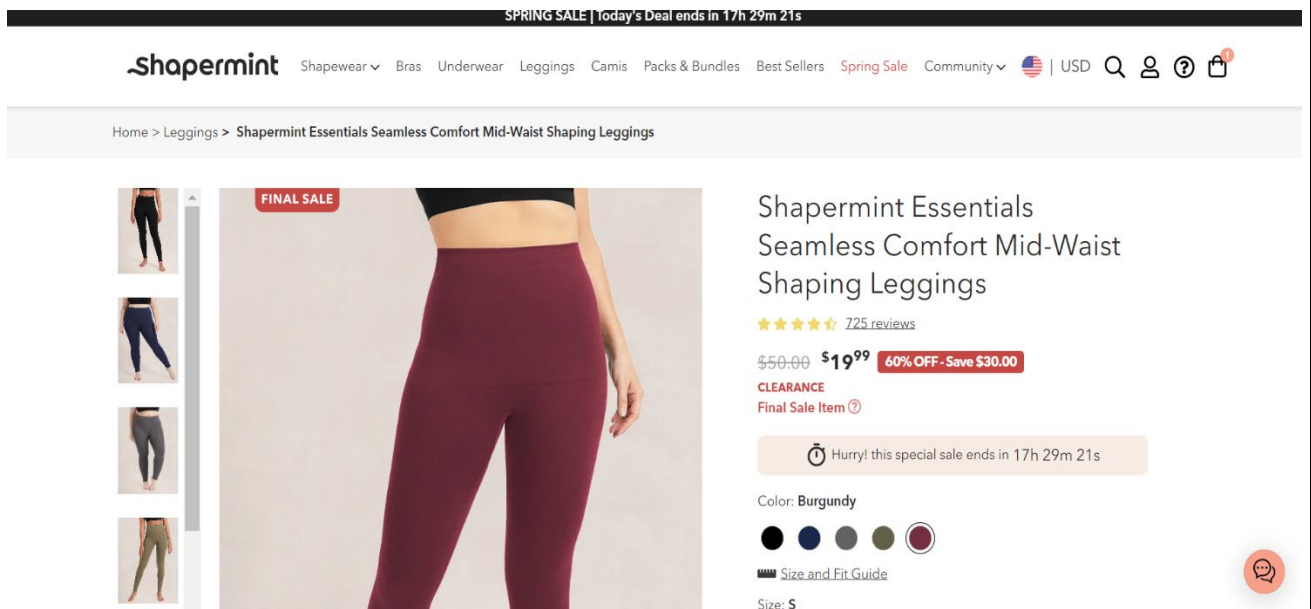 SPRING SALE | Today's Deal ends in 17h 29m 21s
shapermint Shapewear Bras Underwear Leggings Camis Packs & Bundles Best Sellers Spring Sale Community | USD 1
Home > Leggings > Shapermint Essentials Seamless Comfort Mid-Waist Shaping Leggings
FINAL SALE
Shapermint Essentials
Seamless Comfort Mid-Waist
Shaping Leggings
725 reviews
$50.00 $19.99 60% OFF - Save $30.00
CLEARANCE
Final Sale Item ?
Hurry! this special sale ends in 17h 29m 21s
Color: Burgundy
Size and Fit Guide
Size: S